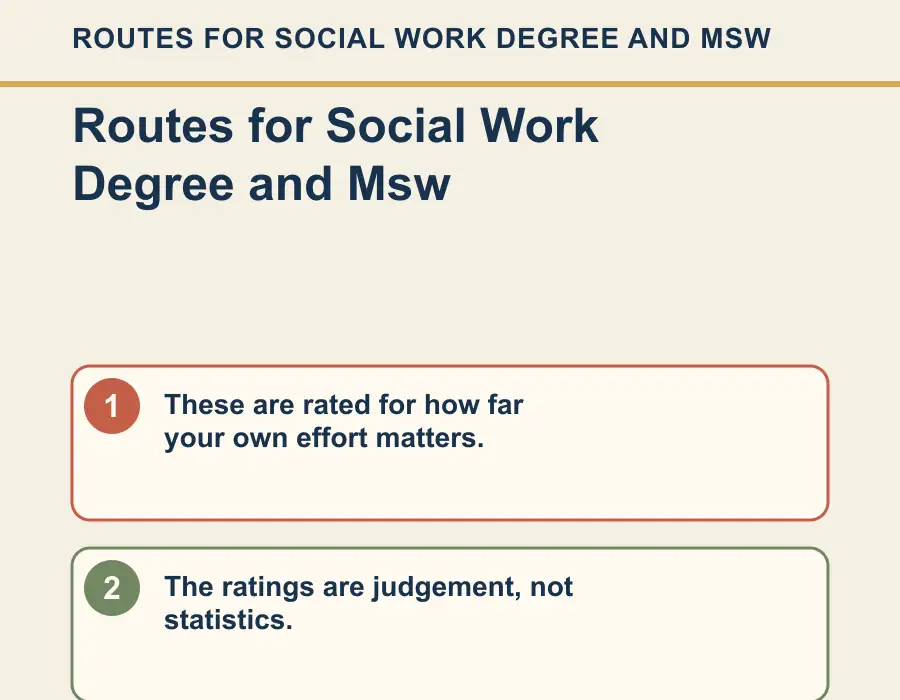 ROUTES FOR SOCIAL WORK DEGREE AND MSW
Routes for Social Work
Degree and Msw
1
These are rated for how far
your own effort matters.
2
The ratings are judgement, not
statistics.